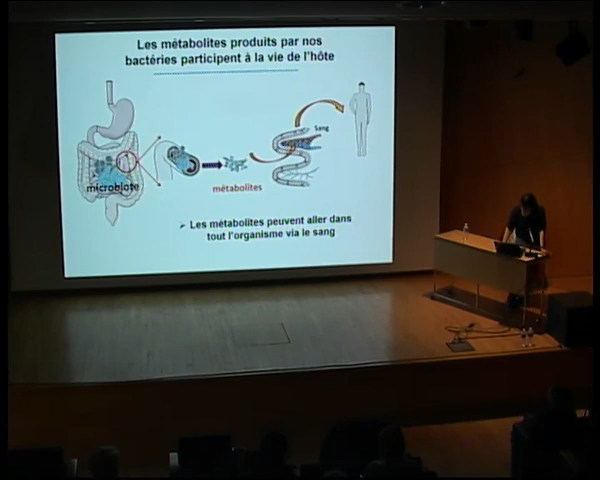 Les métabolites produits par nos
bactéries participent à la vie de l'hôte
Sang
microbiote
métabolites
➢ Les métabolites peuvent aller dans
tout l'organisme via le sang